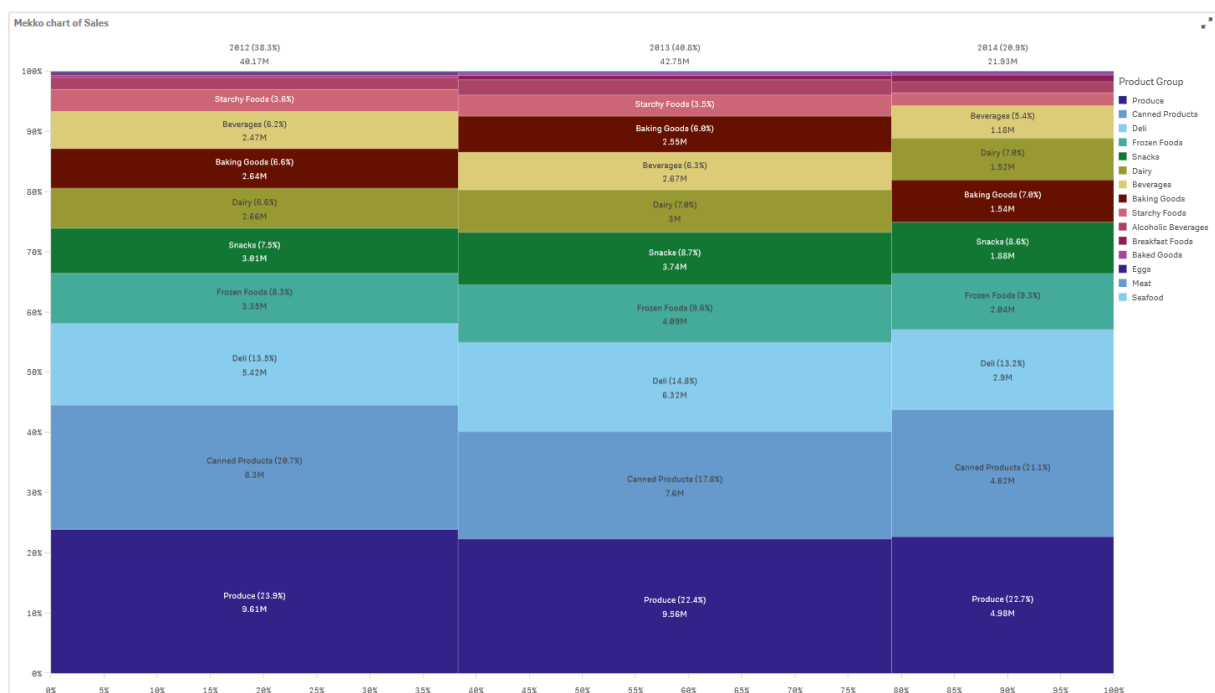 Mekko chart of Sales
2012 (38.3%)
40.17M
2013 (40.8%)
42.75M
2014 (20.9%)
21.93M
100%
90%
80%
70%
60%
50%
40%
30%
20%
10%
0%
Starchy Foods (3.6%)
Beverages (6.2%)
2.47M
Baking Goods (6.6%)
2.64M
Dairy (6.6%)
2.66M
Snacks (7.5%)
3.01M
Frozen Foods (8.3%)
3.35M
Deli (13.5%)
5.42M
Canned Products (20.7%)
8.3M
Produce (23.9%)
9.61M
Starchy Foods (3.5%)
Baking Goods (6.0%)
2.55M
Beverages (6.3%)
2.67M
Dairy (7.0%)
3M
Snacks (8.7%)
3.74M
Frozen Foods (9.6%)
4.09M
Deli (14.8%)
6.32M
Canned Products (17.8%)
7.6M
Produce (22.4%)
9.56M
Beverages (5.4%)
1.18M
Dairy (7.0%)
1.52M
Baking Goods (7.0%)
1.54M
Snacks (8.6%)
1.88M
Frozen Foods (9.3%)
2.04M
Deli (13.2%)
2.9M
Canned Products (21.1%)
4.62M
Produce (22.7%)
4.98M
Product Group
Produce
Canned Products
Deli
Frozen Foods
Snacks
Dairy
Beverages
Baking Goods
Starchy Foods
Alcoholic Beverages
Breakfast Foods
Baked Goods
Eggs
Meat
Seafood
0% 5% 10% 15% 20% 25% 30% 35% 40% 45% 50% 55% 60% 65% 70% 75% 80% 85% 90% 95% 100%